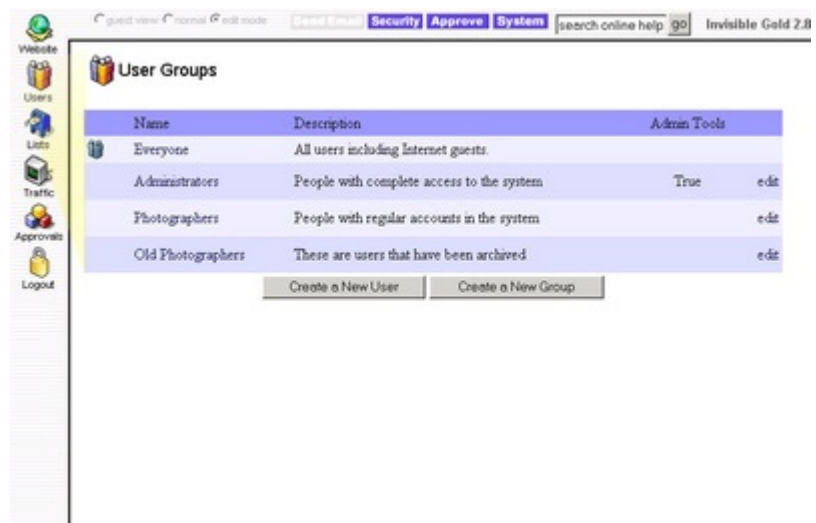 guest view normal edit mode Send Email Security Approve System search online help go Invisible Gold 2.8
Website
Users
Lists
Traffic
Approvals
Logout
User Groups
Name Description Admin Tools
Everyone All users including Internet guests.
Administrators People with complete access to the system True edit
Photographers People with regular accounts in the system edit
Old Photographers These are users that have been archived edit
Create a New User Create a New Group